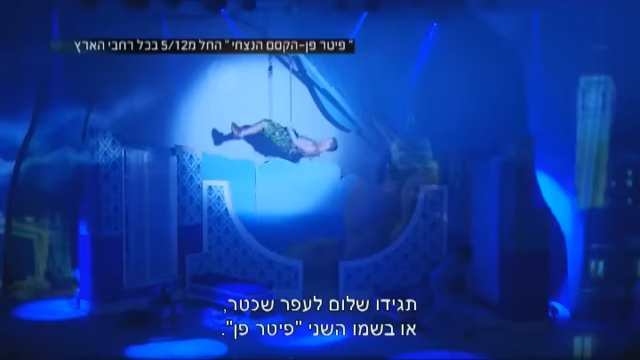 " פיטר פן-הקסם הנצחי" החל מ5/12 בכל רחבי הארץ
תגידו שלום לעפר שכטר,
או בשמו השני "פיטר פן".